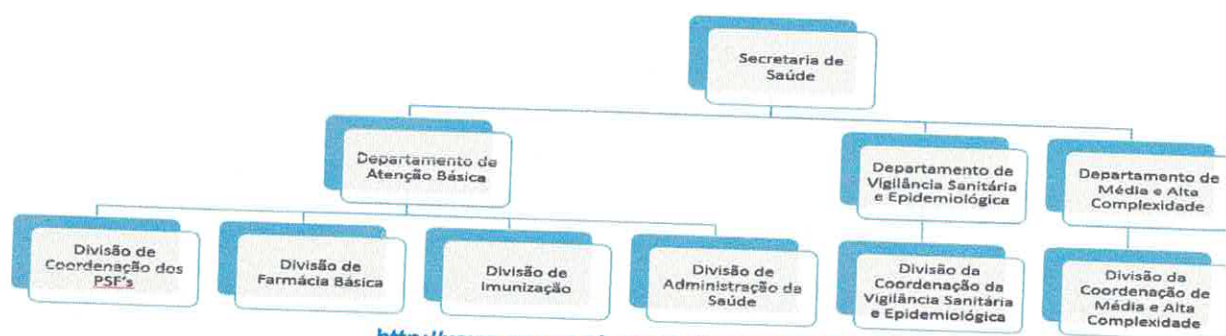 Secretaria de
Saúde
Departamento de
Atenção Básica
Departamento de
Vigilância Sanitária
e Epidemiológica
Departamento de
Média e Alta
Complexidade
Divisão de
Coordenação dos
PSF's
Divisão de
Farmácia Básica
Divisão de
Imunização
Divisão de
Administração da
Saúde
Divisão da
Coordenação da
Vigilância Sanitária
e Epidemiológica
Divisão da
Coordenação de
Média e Alta
Complexidade